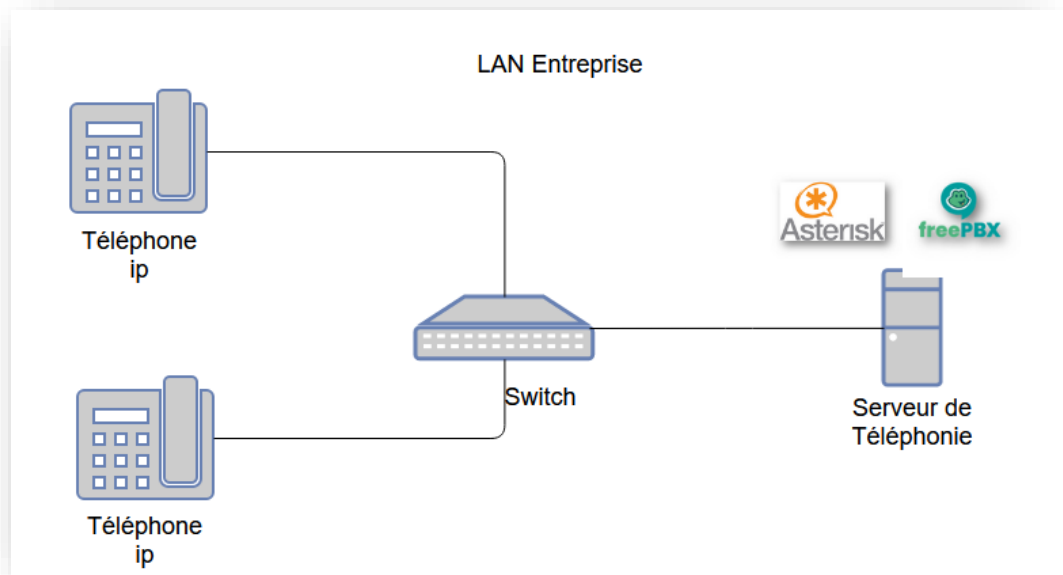 LAN Entreprise
Téléphone
ip
Asterisk
freePBX
Switch
Serveur de
Téléphonie
Téléphone
ip